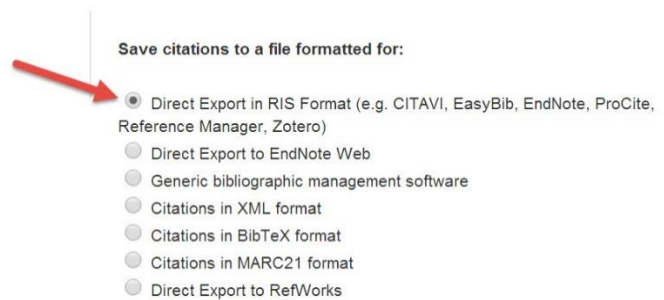 Save citations to a file formatted for:
Direct Export in RIS Format (e.g. CITAVI, EasyBib, EndNote, ProCite,
Reference Manager, Zotero)
Direct Export to EndNote Web
Generic bibliographic management software
Citations in XML format
Citations in BibTeX format
Citations in MARC21 format
Direct Export to RefWorks